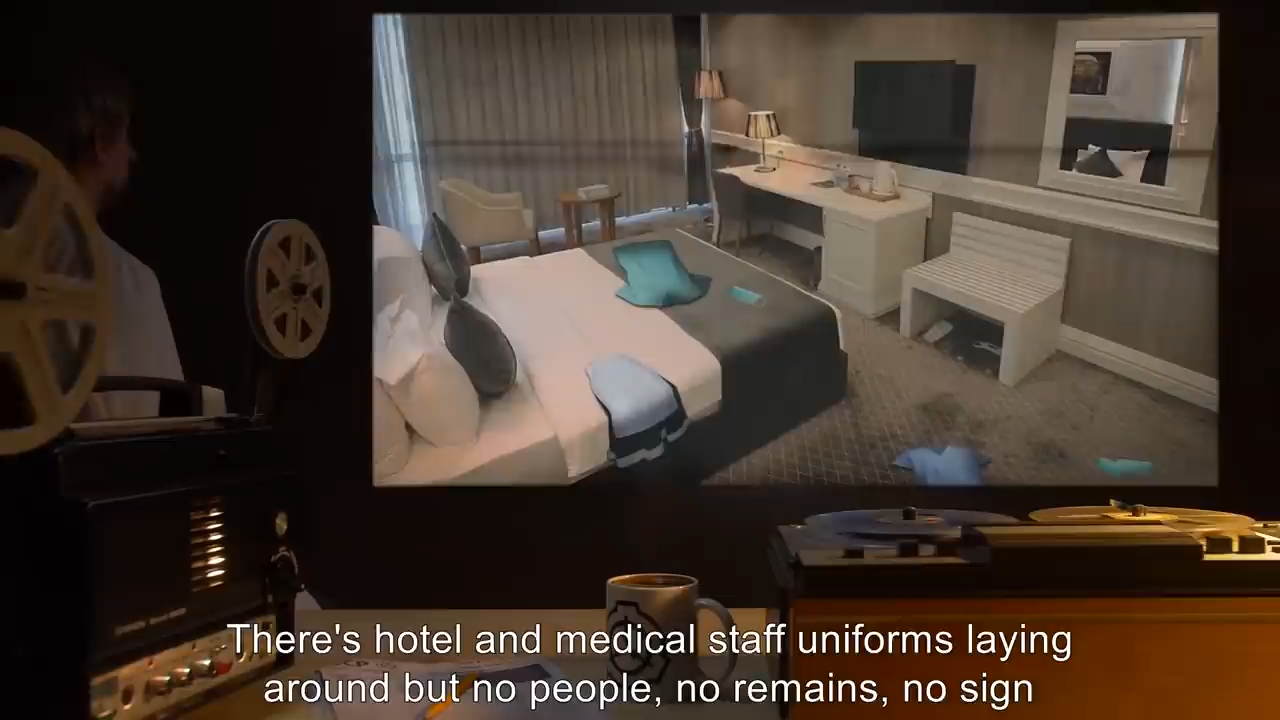 There's hotel and medical staff uniforms laying
around but no people, no remains, no sign